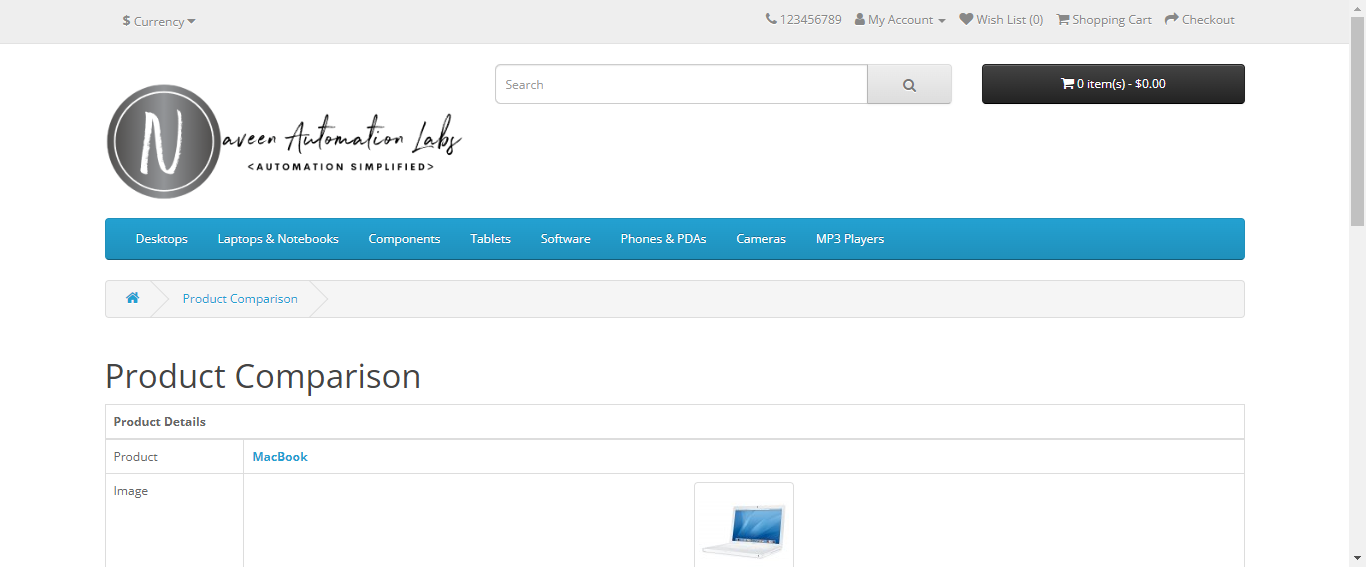 $ Currency
123456789 My Account Wish List (0) Shopping Cart Checkout
Search
0 item(s) - $0.00
N
aveen Automation Labs
<AUTOMATION SIMPLIFIED>
Desktops Laptops & Notebooks Components Tablets Software Phones & PDAs Cameras MP3 Players
Product Comparison
Product Comparison
Product Details
Product MacBook
Image